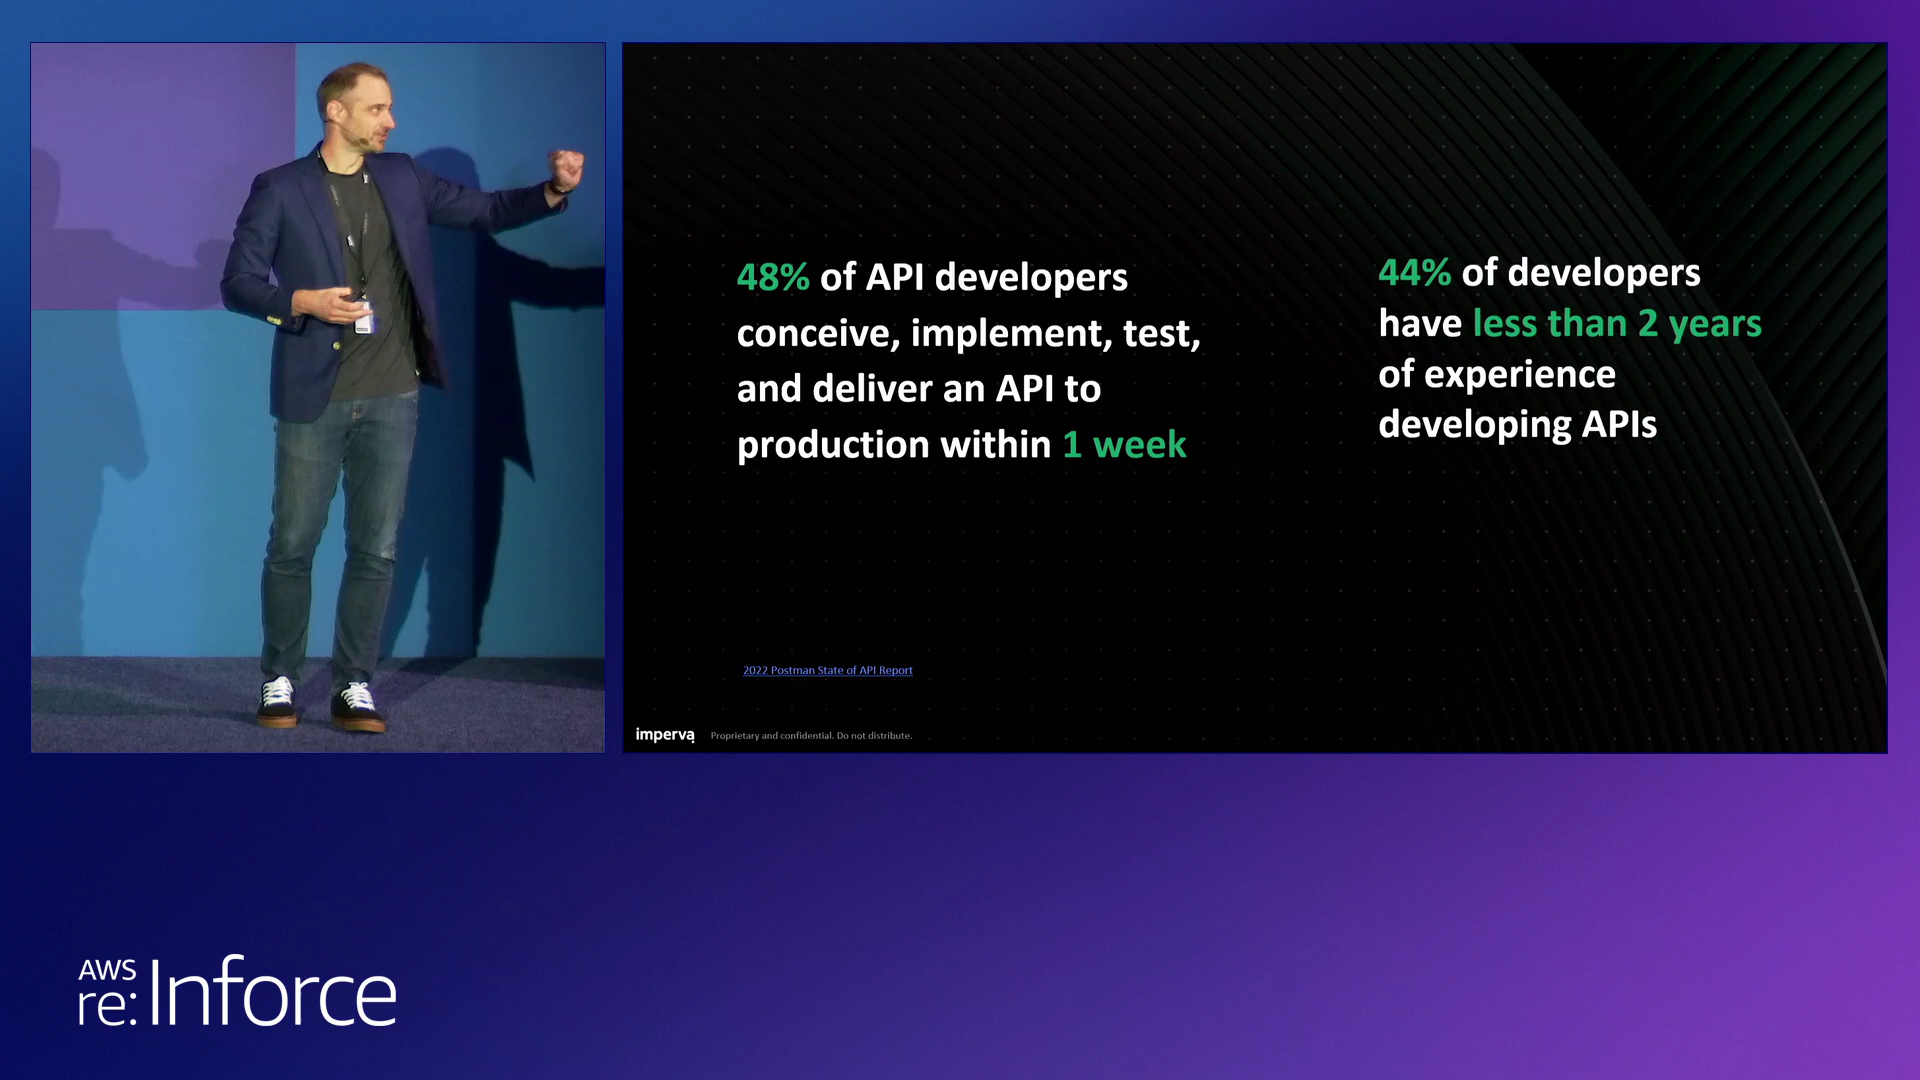 48% of API developers
conceive, implement, test,
and deliver an API to
production within 1 week
44% of developers
have less than 2 years
of experience
developing APIs
2022 Postman State of API Report
imperva Proprietary and confidential. Do not distribute.
AWS
re:Inforce